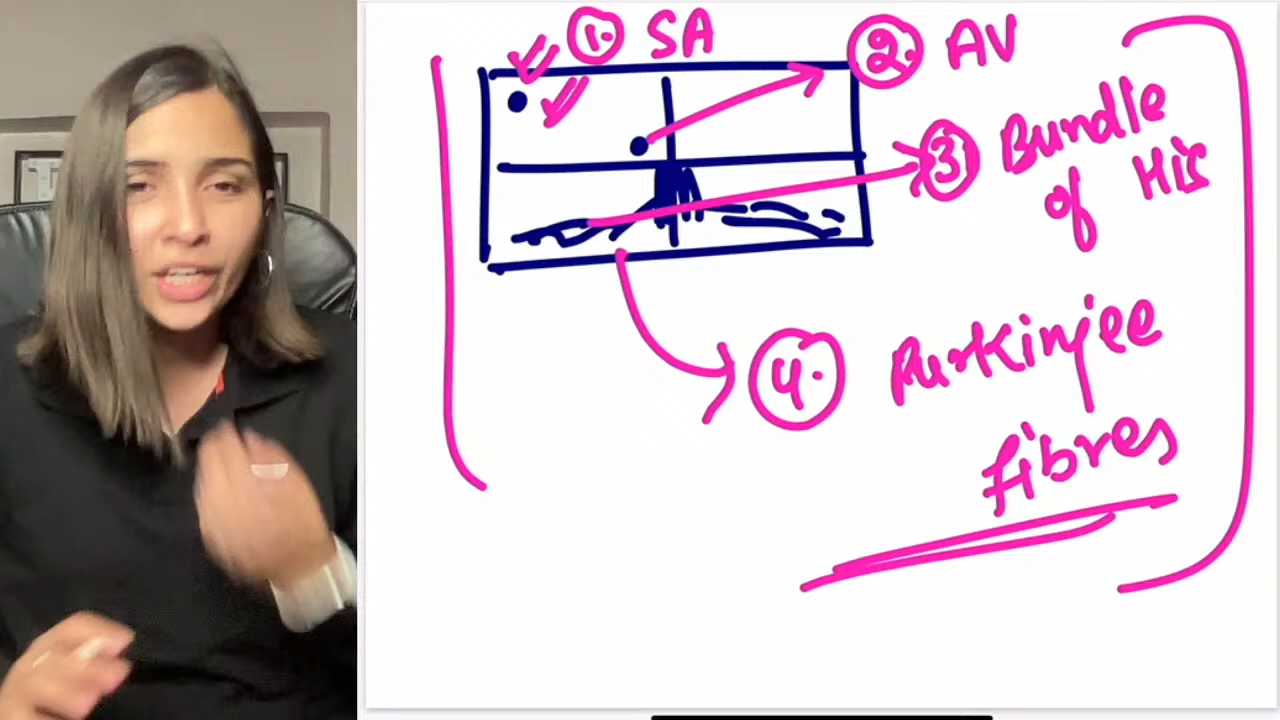 1. SA
2. AV
3 Bundle
of His
4. Purkinjee
fibres